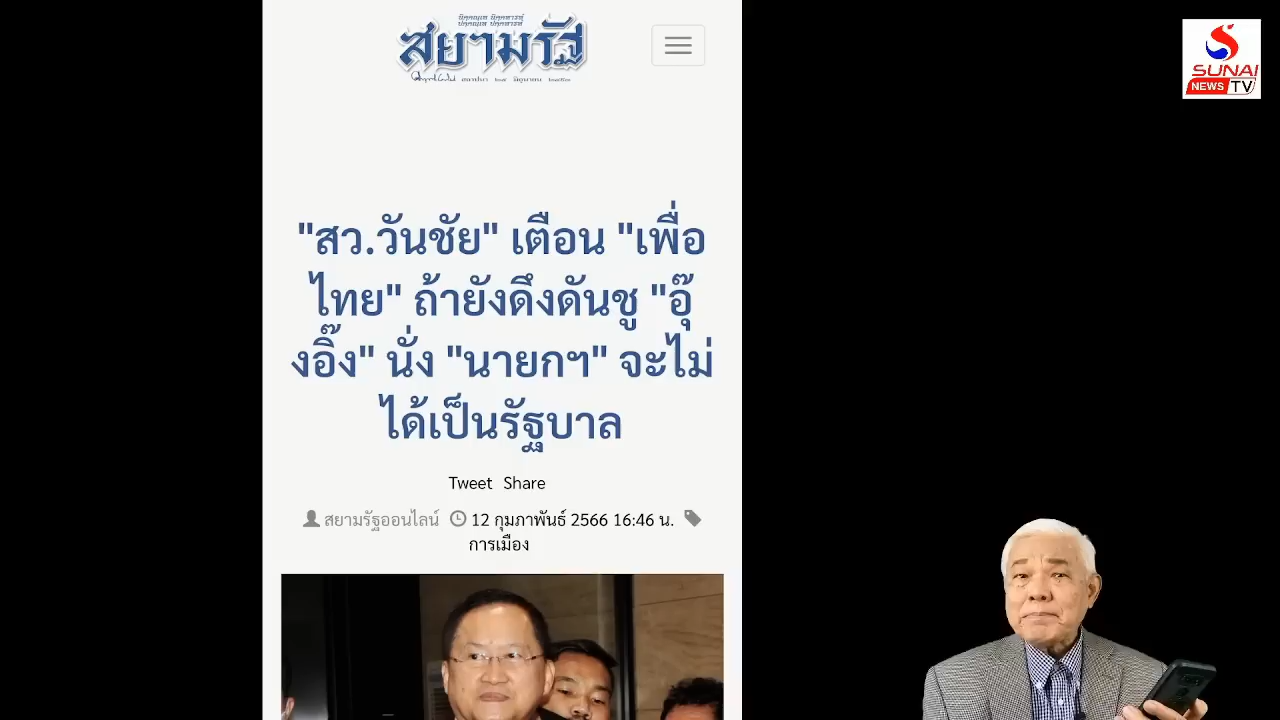 สยามรัฐ
SUNAI
NEWS TV
"สว.วันชัย" เตือน "เพื่อ
ไทย" ถ้ายังดึงดันชู "อุ๊
งอิ๊ง" นั่ง "นายกฯ" จะไม่
ได้เป็นรัฐบาล
Tweet Share
สยามรัฐออนไลน์ 12 กุมภาพันธ์ 2566 16:46 น.
การเมือง